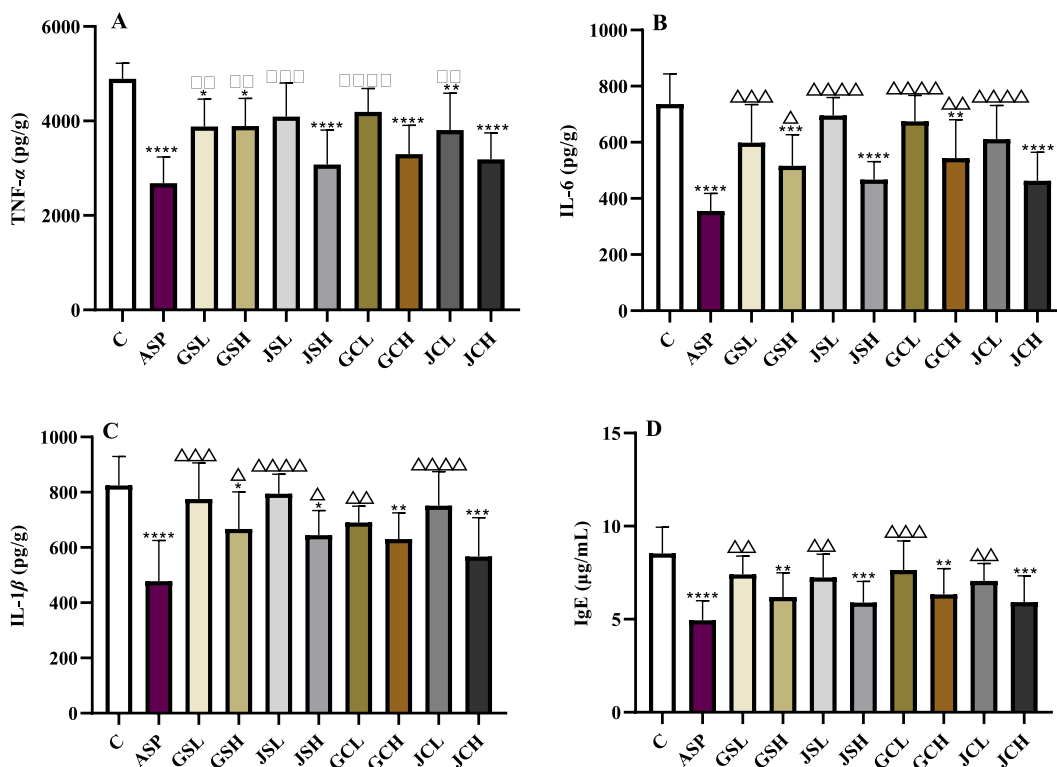 A
TNF-α (pg/g)
6000
4000
2000
0
□□ □□ □□□ □□□□ □□
**** * * **** **** ** ****
C ASP GSL GSH JSL JSH GCL GCH JCL JCH
B
IL-6 (pg/g)
1000
800
600
400
200
0
△△△ △ △△△△ △△△△ △△ △△△△
**** *** **** ** ****
C ASP GSL GSH JSL JSH GCL GCH JCL JCH
C
IL-1β (pg/g)
1000
800
600
400
200
0
△△△ △ △△△△ △ △△ △△△△
**** * * ** ***
C ASP GSL GSH JSL JSH GCL GCH JCL JCH
D
IgE (μg/mL)
15
10
5
0
△△ △△ △△△ △△
**** ** *** ** ***
C ASP GSL GSH JSL JSH GCL GCH JCL JCH